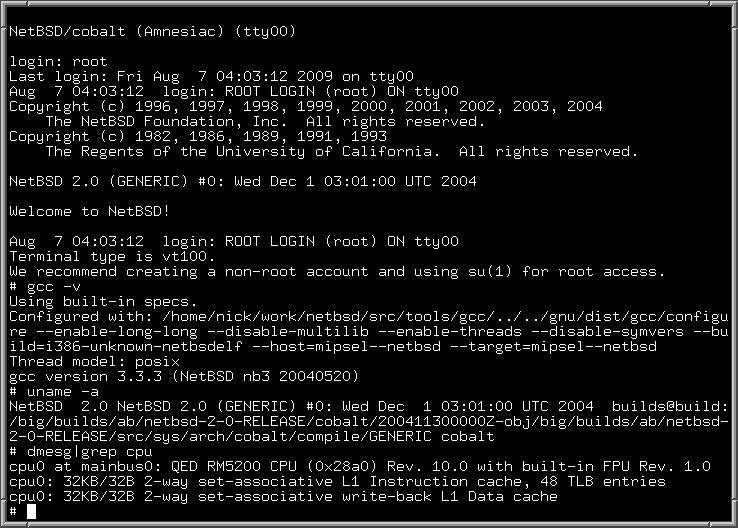 NetBSD/cobalt (Amnesiac) (tty00)
login: root
Last login: Fri Aug  7 04:03:12 2009 on tty00
Aug  7 04:03:12  login: ROOT LOGIN (root) ON tty00
Copyright (c) 1996, 1997, 1998, 1999, 2000, 2001, 2002, 2003, 2004
    The NetBSD Foundation, Inc.  All rights reserved.
Copyright (c) 1982, 1986, 1989, 1991, 1993
    The Regents of the University of California.  All rights reserved.
NetBSD 2.0 (GENERIC) #0: Wed Dec 1 03:01:00 UTC 2004
Welcome to NetBSD!
Aug  7 04:03:12  login: ROOT LOGIN (root) ON tty00
Terminal type is vt100.
We recommend creating a non-root account and using su(1) for root access.
# gcc -v
Using built-in specs.
Configured with: /home/nick/work/netbsd/src/tools/gcc/../../gnu/dist/gcc/configu
re --enable-long-long --disable-multilib --enable-threads --disable-symvers --bu
ild=i386-unknown-netbsdelf --host=mipsel--netbsd --target=mipsel--netbsd
Thread model: posix
gcc version 3.3.3 (NetBSD nb3 20040520)
# uname -a
NetBSD  2.0 NetBSD 2.0 (GENERIC) #0: Wed Dec  1 03:01:00 UTC 2004  builds@build:
/big/builds/ab/netbsd-2-0-RELEASE/cobalt/200411300000Z-obj/big/builds/ab/netbsd-
2-0-RELEASE/src/sys/arch/cobalt/compile/GENERIC cobalt
# dmesg|grep cpu
cpu0 at mainbus0: QED RM5200 CPU (0x28a0) Rev. 10.0 with built-in FPU Rev. 1.0
cpu0: 32KB/32B 2-way set-associative L1 Instruction cache, 48 TLB entries
cpu0: 32KB/32B 2-way set-associative write-back L1 Data cache
#